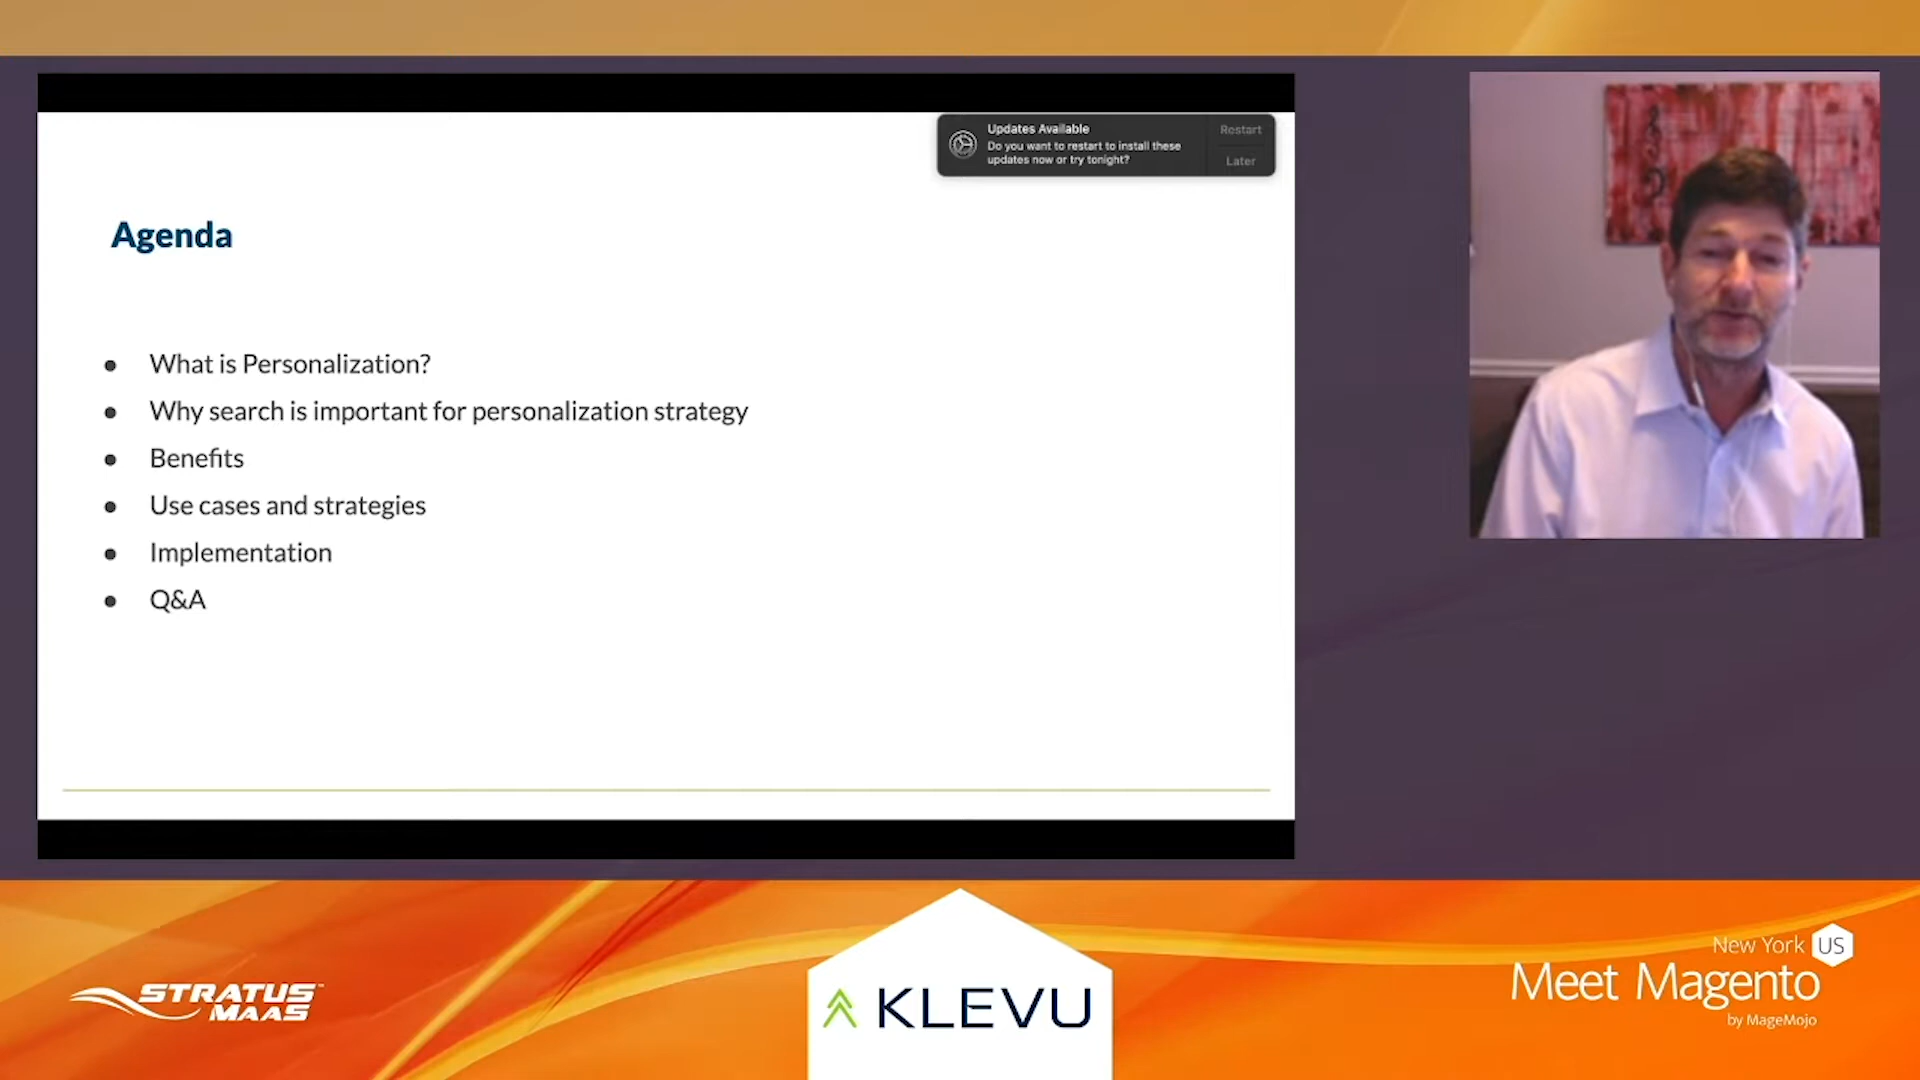 Updates Available
Restart
Do you want to restart to install these
updates now or try tonight?
Later
Agenda
● What is Personalization?
● Why search is important for personalization strategy
● Benefits
● Use cases and strategies
● Implementation
● Q&A
STRATUS™
MAAS
KLEVU
New York US
Meet Magento
by MageMojo